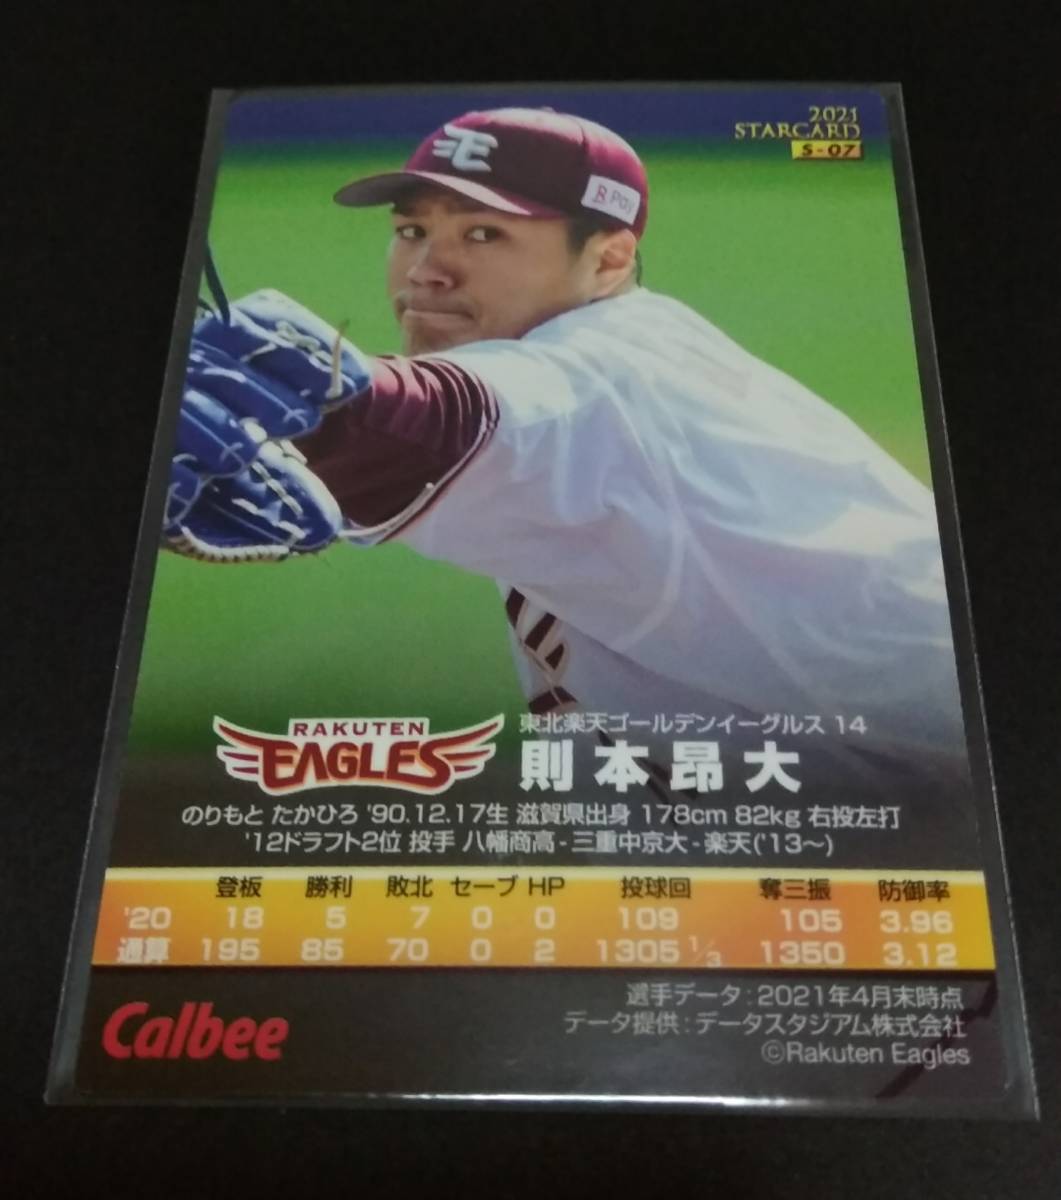 2021
STARCARD
S-07
E
R Pay
RAKUTEN
EAGLES
東北楽天ゴールデンイーグルス 14
則本昂大
のりもと たかひろ '90.12.17生 滋賀県出身 178cm 82kg 右投左打
'12ドラフト2位 投手 八幡商高-三重中京大-楽天('13〜)
登板 勝利 敗北 セーブ HP 投球回 奪三振 防御率
'20 18 5 7 0 0 109 105 3.96
通算 195 85 70 0 2 1305 1/3 1350 3.12
選手データ:2021年4月末時点
データ提供:データスタジアム株式会社
©Rakuten Eagles
Calbee